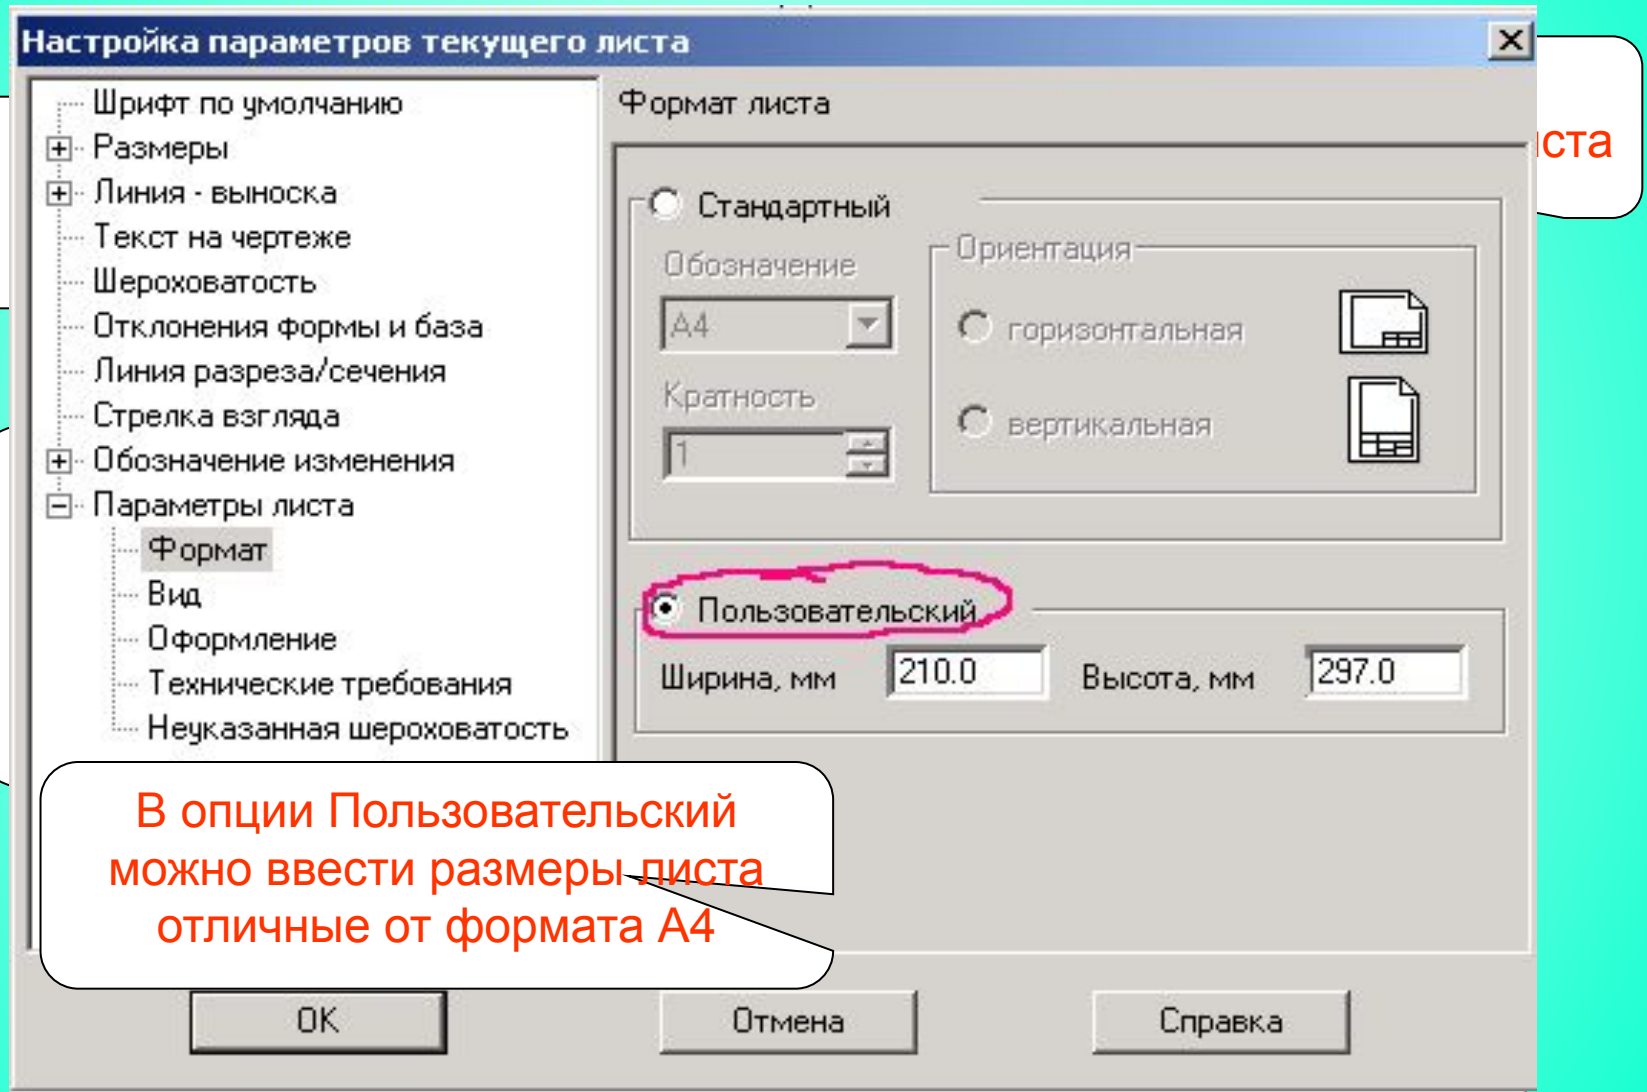 Настройка параметров текущего листа
Шрифт по умолчанию
Размеры
Линия - выноска
Текст на чертеже
Шероховатость
Отклонения формы и база
Линия разреза/сечения
Стрелка взгляда
Обозначение изменения
Параметры листа
Формат
Вид
Оформление
Технические требования
Неуказанная шероховатость
Формат листа
Стандартный
Обозначение
A4
Кратность
1
Ориентация
горизонтальная
вертикальная
Пользовательский
Ширина, мм 210.0 Высота, мм 297.0
В опции Пользовательский
можно ввести размеры листа
отличные от формата А4
OK Отмена Справка